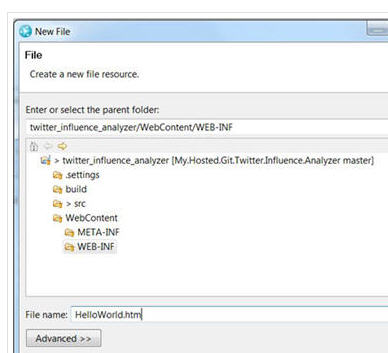 New File
File
Create a new file resource.
Enter or select the parent folder:
twitter_influence_analyzer/WebContent/WEB-INF
> twitter_influence_analyzer [My.Hosted.Git.Twitter.Influence.Analyzer master]
.settings
build
> src
WebContent
META-INF
WEB-INF
File name: HelloWorld.htm
Advanced >>